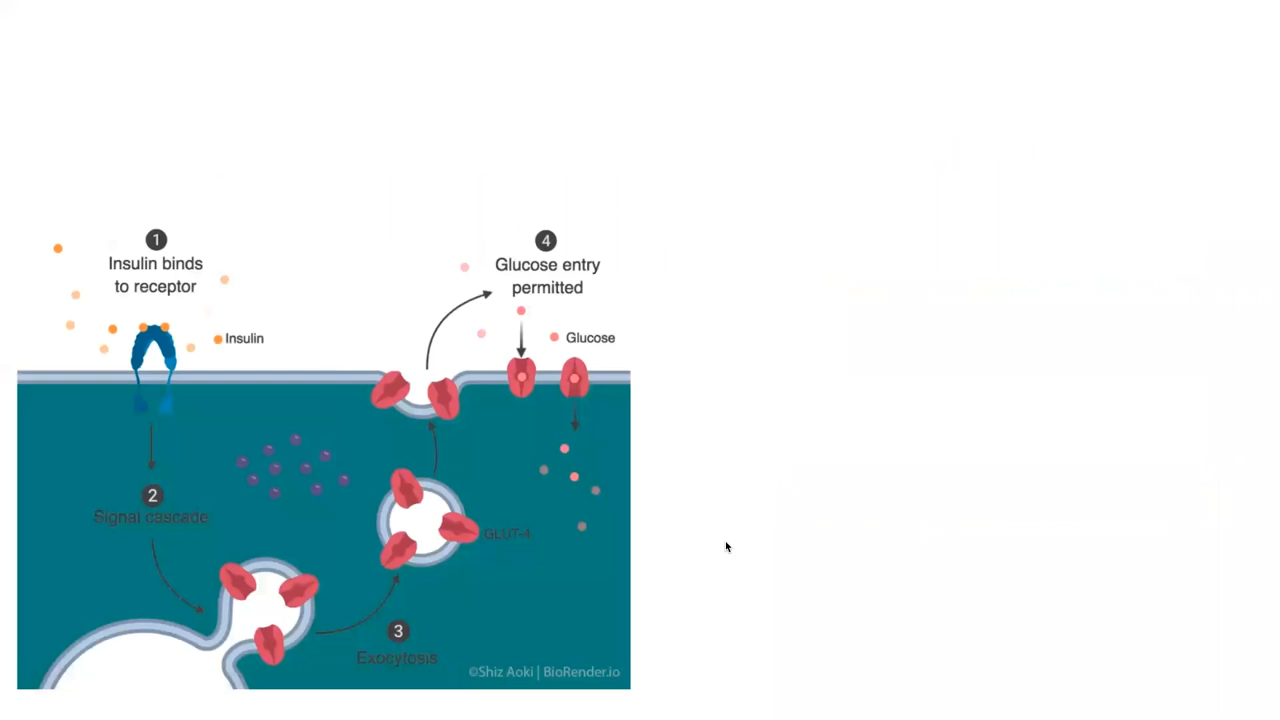 1
Insulin binds
to receptor
4
Glucose entry
permitted
Insulin
Glucose
2
Signal cascade
GLUT-4
3
Exocytosis
©Shiz Aoki | BioRender.io